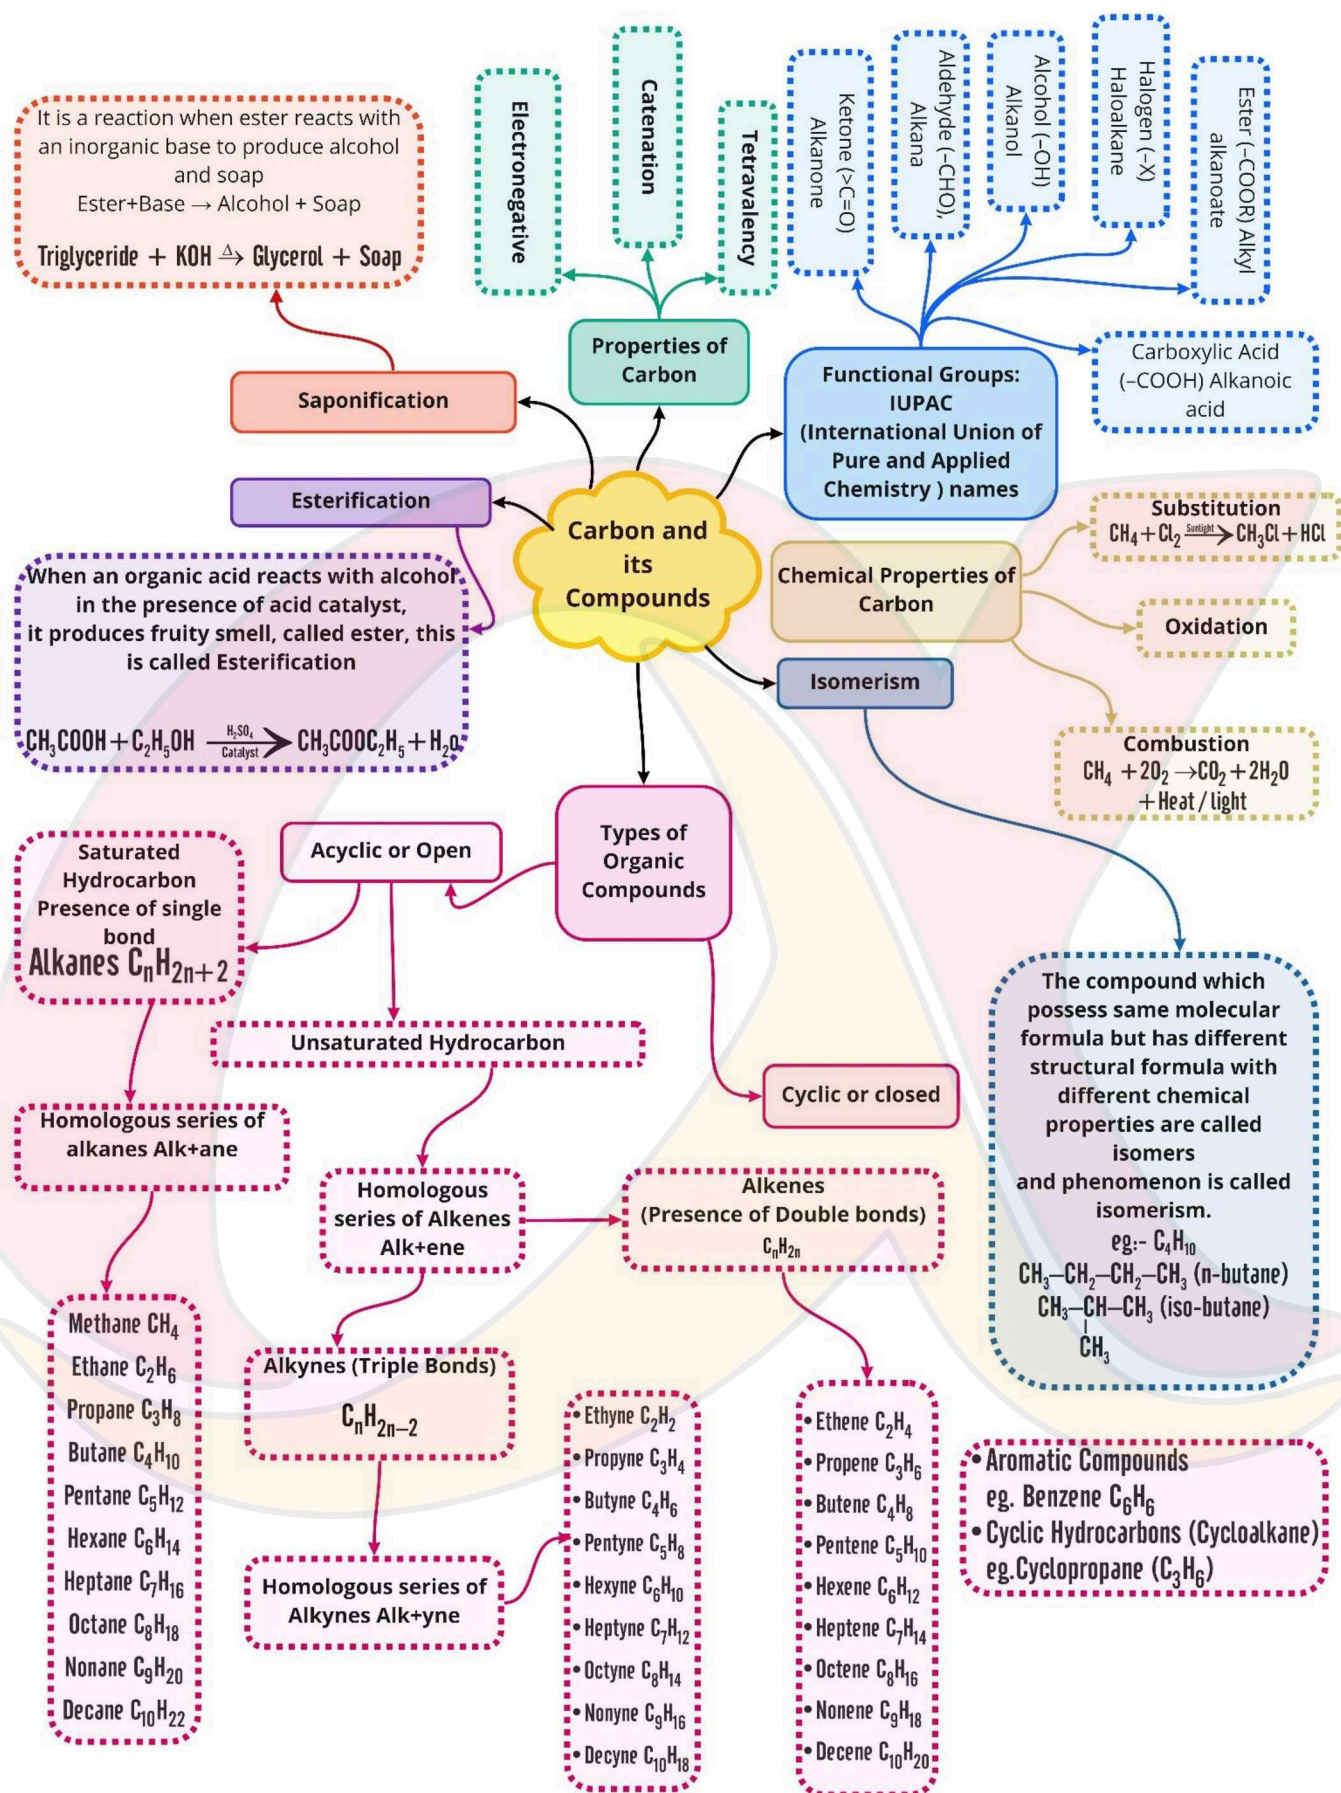 It is a reaction when ester reacts with
an inorganic base to produce alcohol
and soap
Ester+Base → Alcohol + Soap
Triglyceride + KOH –Δ→ Glycerol + Soap
Saponification
Electronegative
Catenation
Tetravalency
Properties of
Carbon
Ketone (>C=O)
Alkanone
Aldehyde (–CHO),
Alkana
Alcohol (–OH)
Alkanol
Halogen (–X)
Haloalkane
Ester (–COOR) Alkyl
alkanoate
Carboxylic Acid
(–COOH) Alkanoic
acid
Functional Groups:
IUPAC
(International Union of
Pure and Applied
Chemistry ) names
Esterification
When an organic acid reacts with alcohol
in the presence of acid catalyst,
it produces fruity smell, called ester, this
is called Esterification
CH₃COOH + C₂H₅OH –H₂SO₄ Catalyst→ CH₃COOC₂H₅ + H₂O
Carbon and
its
Compounds
Chemical Properties of
Carbon
Substitution
CH₄ + Cl₂ –Sunlight→ CH₃Cl + HCl
Oxidation
Combustion
CH₄ + 2O₂ → CO₂ + 2H₂O
+ Heat / light
Isomerism
The compound which
possess same molecular
formula but has different
structural formula with
different chemical
properties are called
isomers
and phenomenon is called
isomerism.
eg:- C₄H₁₀
CH₃–CH₂–CH₂–CH₃ (n-butane)
CH₃–CH–CH₃ (iso-butane)
CH₃
Types of
Organic
Compounds
Acyclic or Open
Saturated
Hydrocarbon
Presence of single
bond
Alkanes CₙH₂ₙ₊₂
Unsaturated Hydrocarbon
Cyclic or closed
Homologous series of
alkanes Alk+ane
Homologous
series of Alkenes
Alk+ene
Alkenes
(Presence of Double bonds)
CₙH₂ₙ
Methane CH₄
Ethane C₂H₆
Propane C₃H₈
Butane C₄H₁₀
Pentane C₅H₁₂
Hexane C₆H₁₄
Heptane C₇H₁₆
Octane C₈H₁₈
Nonane C₉H₂₀
Decane C₁₀H₂₂
Alkynes (Triple Bonds)
CₙH₂ₙ₋₂
Homologous series of
Alkynes Alk+yne
• Ethyne C₂H₂
• Propyne C₃H₄
• Butyne C₄H₆
• Pentyne C₅H₈
• Hexyne C₆H₁₀
• Heptyne C₇H₁₂
• Octyne C₈H₁₄
• Nonyne C₉H₁₆
• Decyne C₁₀H₁₈
• Ethene C₂H₄
• Propene C₃H₆
• Butene C₄H₈
• Pentene C₅H₁₀
• Hexene C₆H₁₂
• Heptene C₇H₁₄
• Octene C₈H₁₆
• Nonene C₉H₁₈
• Decene C₁₀H₂₀
• Aromatic Compounds
eg. Benzene C₆H₆
• Cyclic Hydrocarbons (Cycloalkane)
eg.Cyclopropane (C₃H₆)